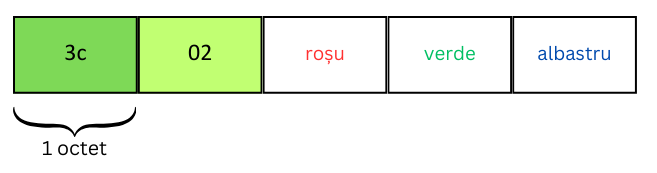 3c 02 roșu verde albastru
1 octet